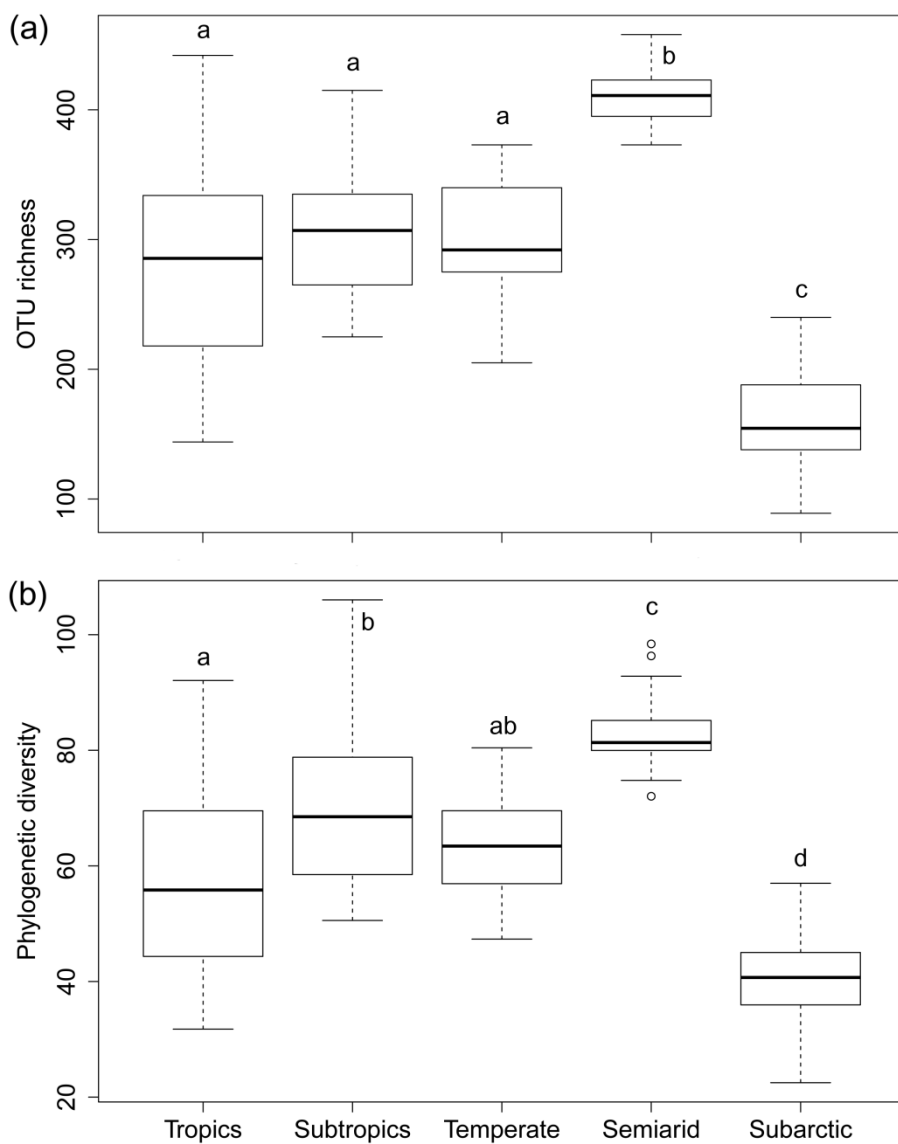 (a)
a
a
a
b
c
OTU richness
400
300
200
100
(b)
a
b
ab
c
d
Phylogenetic diversity
100
80
60
40
20
Tropics Subtropics Temperate Semiarid Subarctic